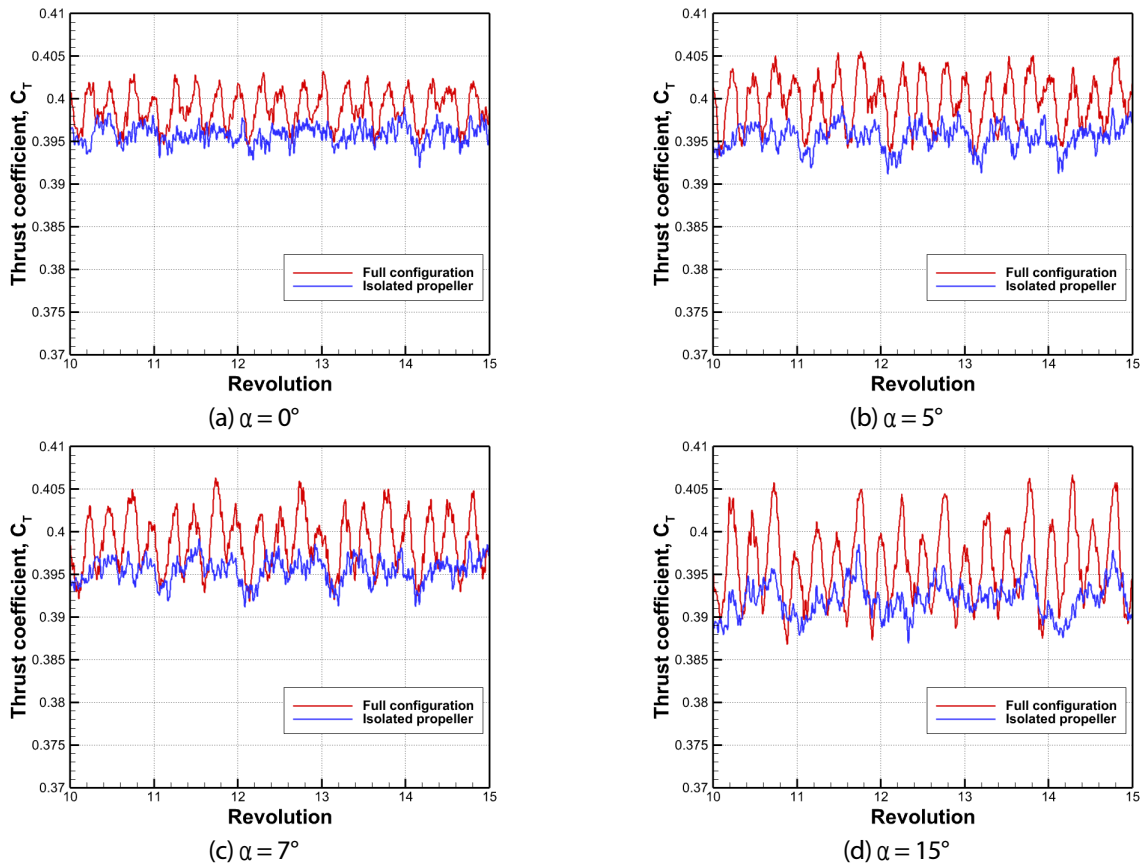 0.41
0.405
0.4
0.395
0.39
0.385
0.38
0.375
0.37
Thrust coefficient, C_T
Full configuration
Isolated propeller
10 11 12 13 14 15
Revolution
(a) α = 0°
0.41
0.405
0.4
0.395
0.39
0.385
0.38
0.375
0.37
Thrust coefficient, C_T
Full configuration
Isolated propeller
10 11 12 13 14 15
Revolution
(b) α = 5°
0.41
0.405
0.4
0.395
0.39
0.385
0.38
0.375
0.37
Thrust coefficient, C_T
Full configuration
Isolated propeller
10 11 12 13 14 15
Revolution
(c) α = 7°
0.41
0.405
0.4
0.395
0.39
0.385
0.38
0.375
0.37
Thrust coefficient, C_T
Full configuration
Isolated propeller
10 11 12 13 14 15
Revolution
(d) α = 15°